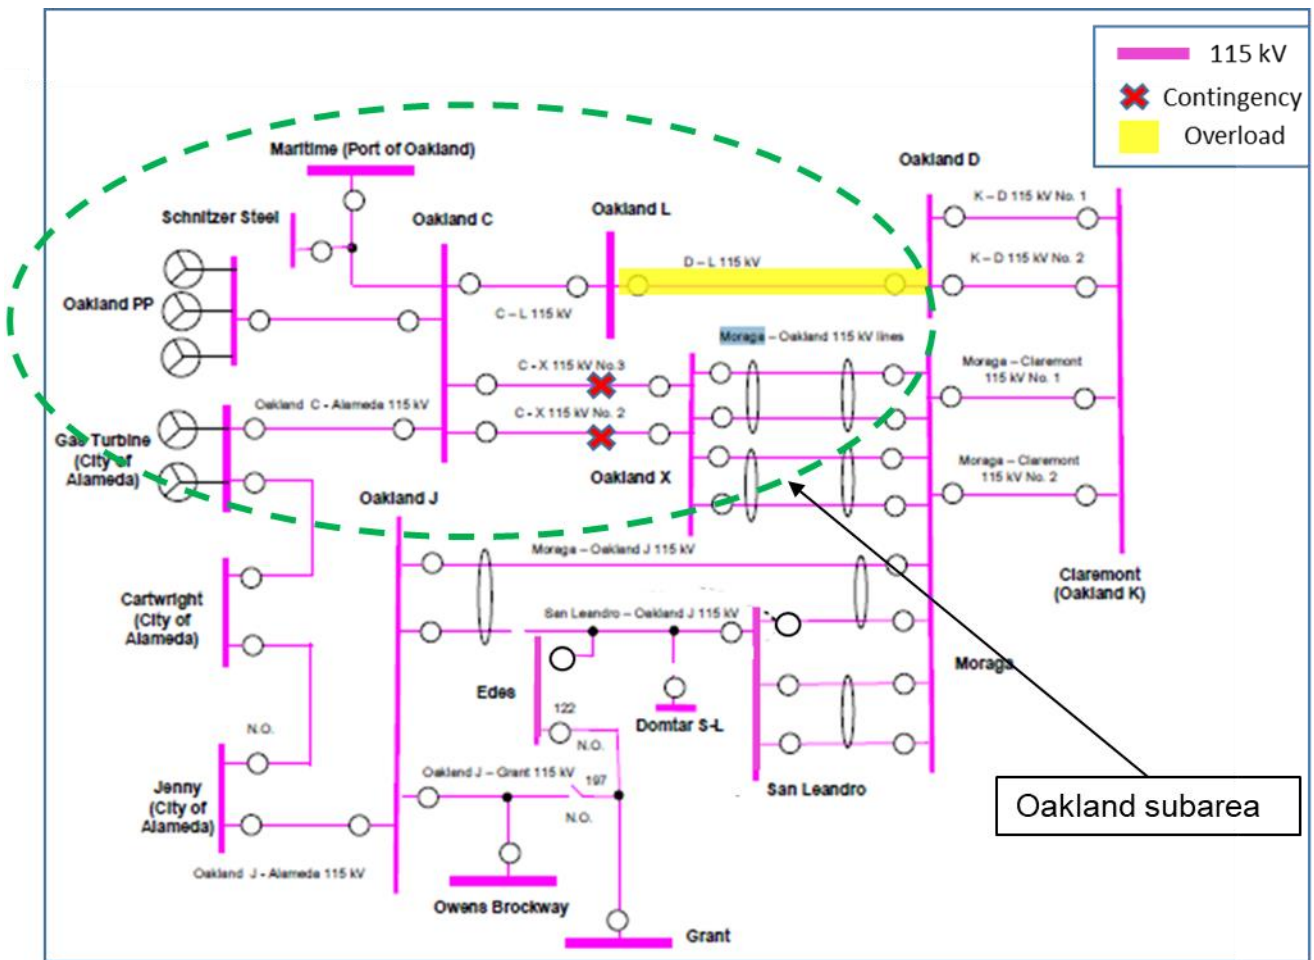 115 kV
Contingency
Overload
Maritime (Port of Oakland)
Oakland D
K – D 115 kV No. 1
Schnitzer Steel
Oakland C
Oakland L
D – L 115 kV
K – D 115 kV No. 2
Oakland PP
C – L 115 kV
Moraga – Oakland 115 kV lines
C - X 115 kV No.3
Moraga – Claremont
115 kV No. 1
Oakland C - Alameda 115 kV
C - X 115 kV No. 2
Gas Turbine
(City of
Alameda)
Oakland X
Moraga – Claremont
115 kV No. 2
Oakland J
Moraga – Oakland J 115 kV
Claremont
(Oakland K)
Cartwright
(City of
Alameda)
San Leandro – Oakland J 115 kV
Moraga
Edes
122
N.O.
Domtar S-L
N.O.
Oakland J – Grant 115 kV
197
N.O.
San Leandro
Oakland subarea
Jenny
(City of
Alameda)
Oakland J - Alameda 115 kV
Owens Brockway
Grant